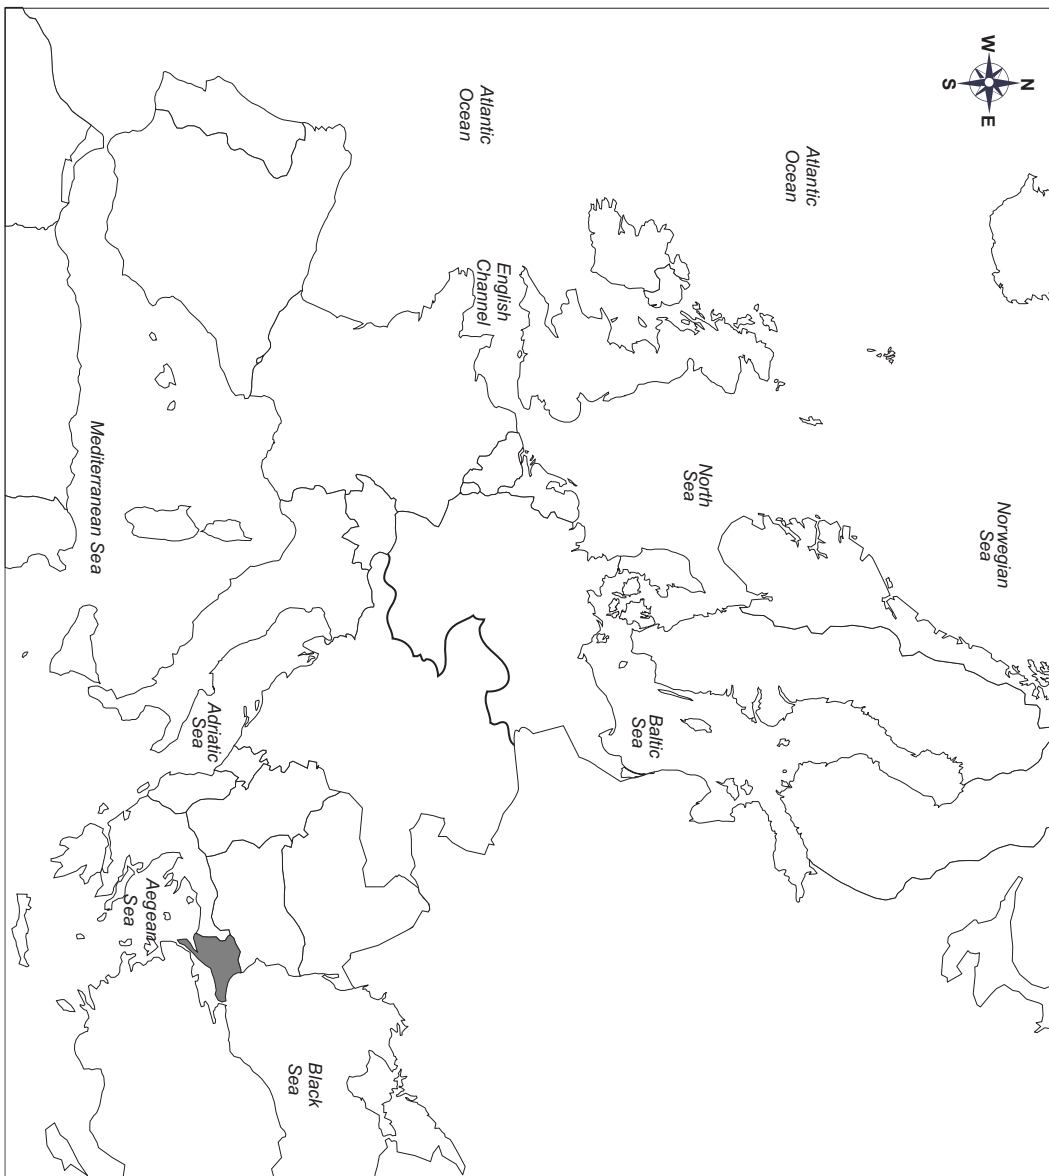 W
N
S
E
Atlantic
Ocean
Atlantic
Ocean
English
Channel
North
Sea
Norwegian
Sea
Mediterranean Sea
Adriatic
Sea
Baltic
Sea
Aegean
Sea
Black
Sea